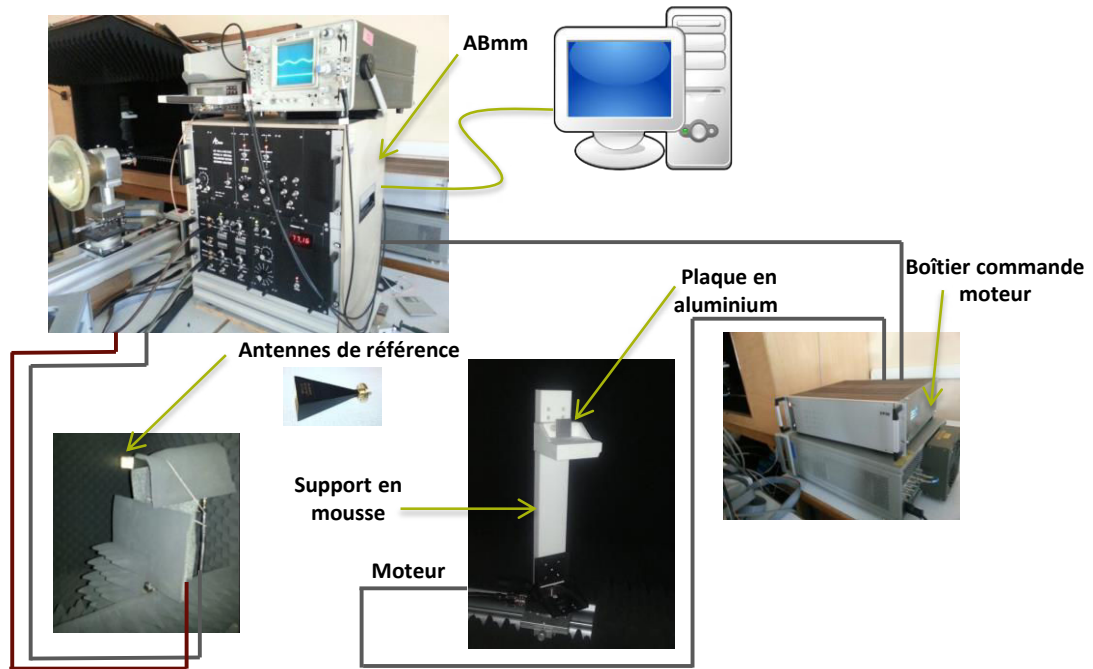 ABmm
Plaque en
aluminium
Boîtier commande
moteur
Antennes de référence
Support en
mousse
Moteur